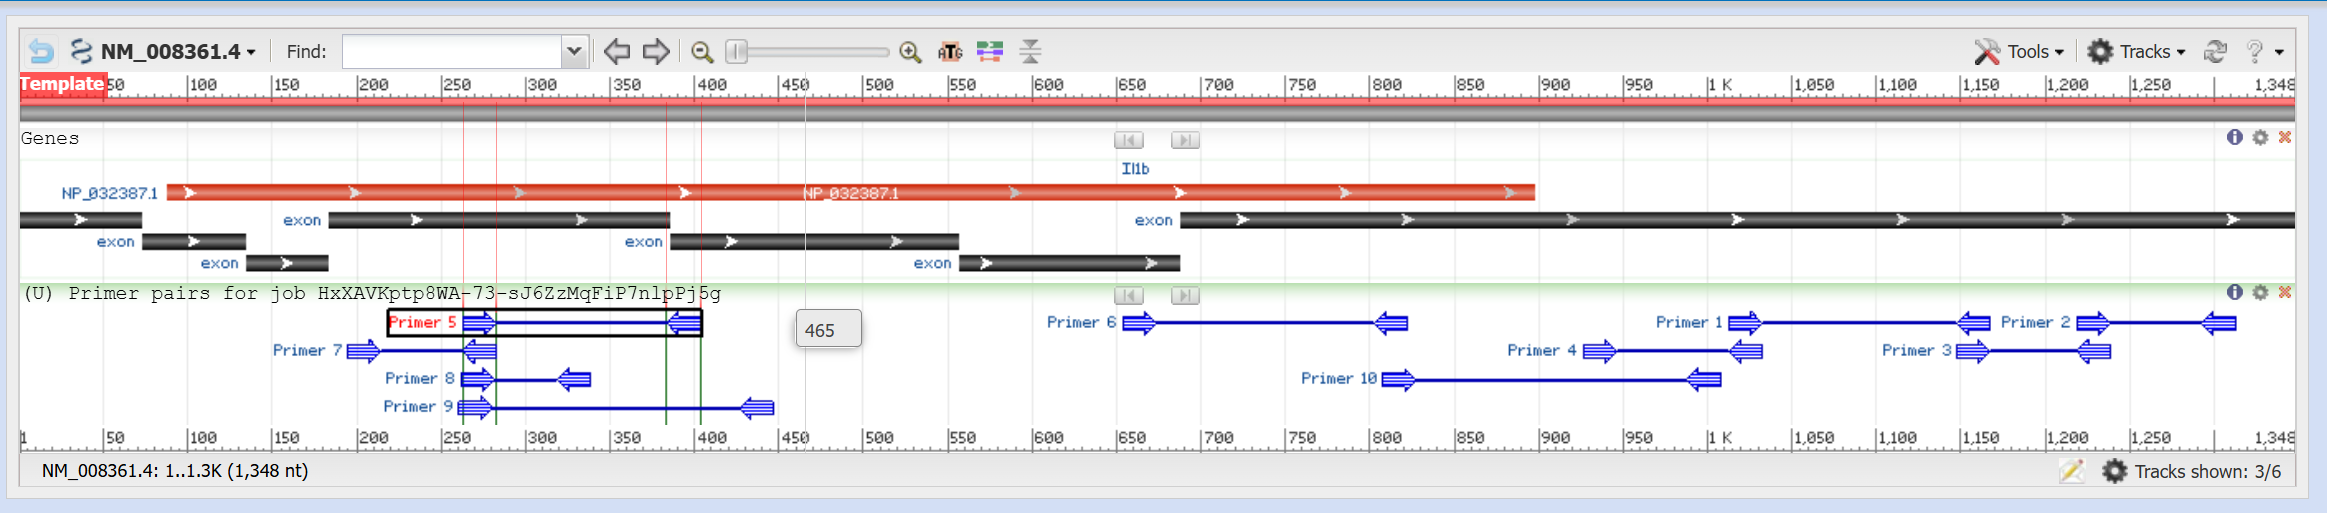 NM_008361.4 Find: Tools Tracks ?
Template 50 100 150 200 250 300 350 400 450 500 550 600 650 700 750 800 850 900 950 1 K 1,050 1,100 1,150 1,200 1,250 1,348
Genes
Il1b
NP_032387.1 NP_032387.1
exon exon
exon exon
exon exon
(U) Primer pairs for job HxXAVKptp8WA-73-sJ6ZzMqFiP7nlpPj5g
Primer 5 465 Primer 6 Primer 1 Primer 2
Primer 7 Primer 4 Primer 3
Primer 8 Primer 10
Primer 9
1 50 100 150 200 250 300 350 400 450 500 550 600 650 700 750 800 850 900 950 1 K 1,050 1,100 1,150 1,200 1,250 1,348
NM_008361.4: 1..1.3K (1,348 nt) Tracks shown: 3/6